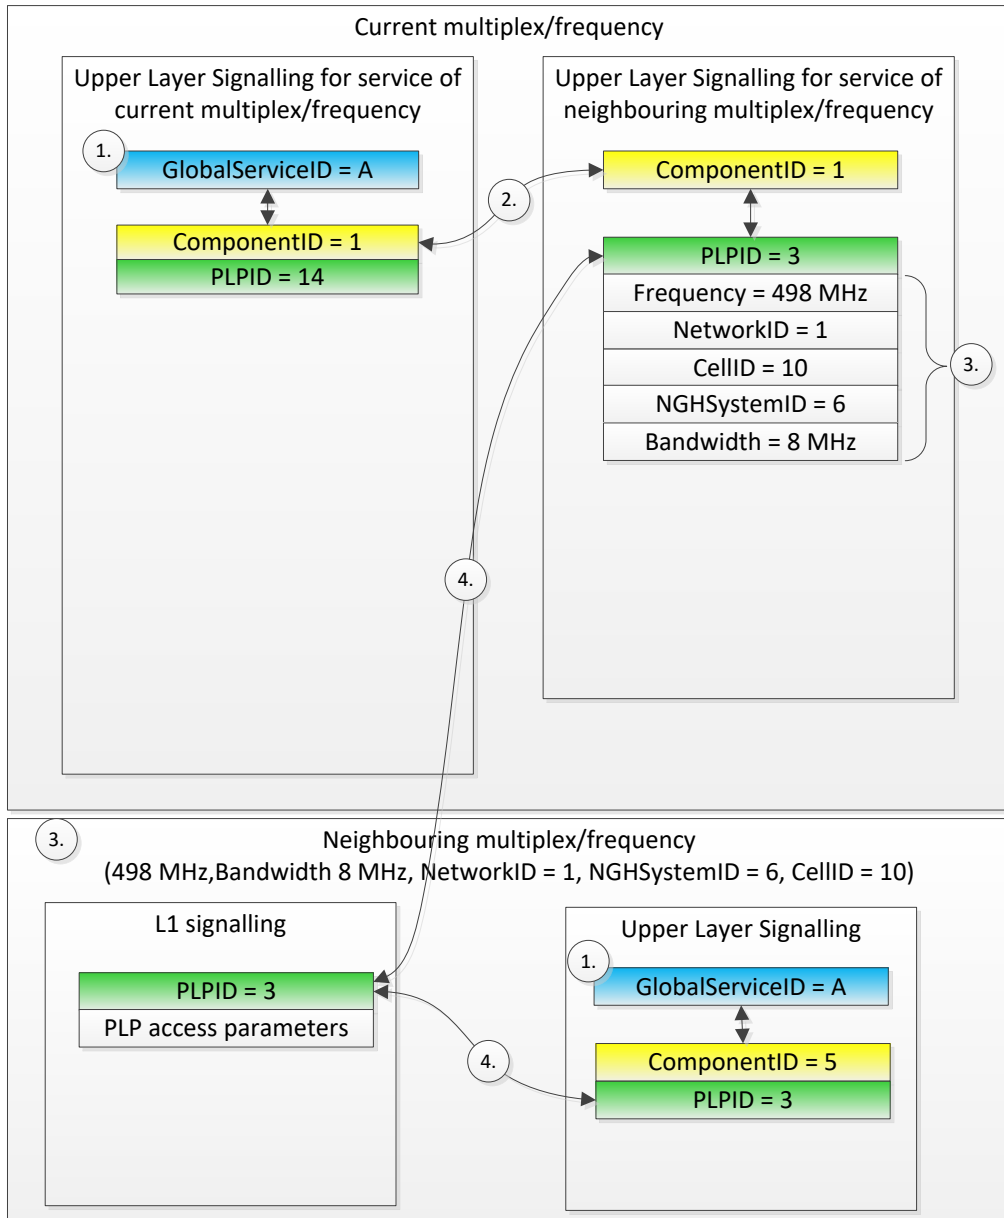 Current multiplex/frequency
Upper Layer Signalling for service of
current multiplex/frequency
1.
GlobalServiceID = A
ComponentID = 1
PLPID = 14
2.
Upper Layer Signalling for service of
neighbouring multiplex/frequency
ComponentID = 1
PLPID = 3
Frequency = 498 MHz
NetworkID = 1
CellID = 10
NGHSystemID = 6
Bandwidth = 8 MHz
3.
4.
3.
Neighbouring multiplex/frequency
(498 MHz,Bandwidth 8 MHz, NetworkID = 1, NGHSystemID = 6, CellID = 10)
L1 signalling
PLPID = 3
PLP access parameters
4.
Upper Layer Signalling
1.
GlobalServiceID = A
ComponentID = 5
PLPID = 3